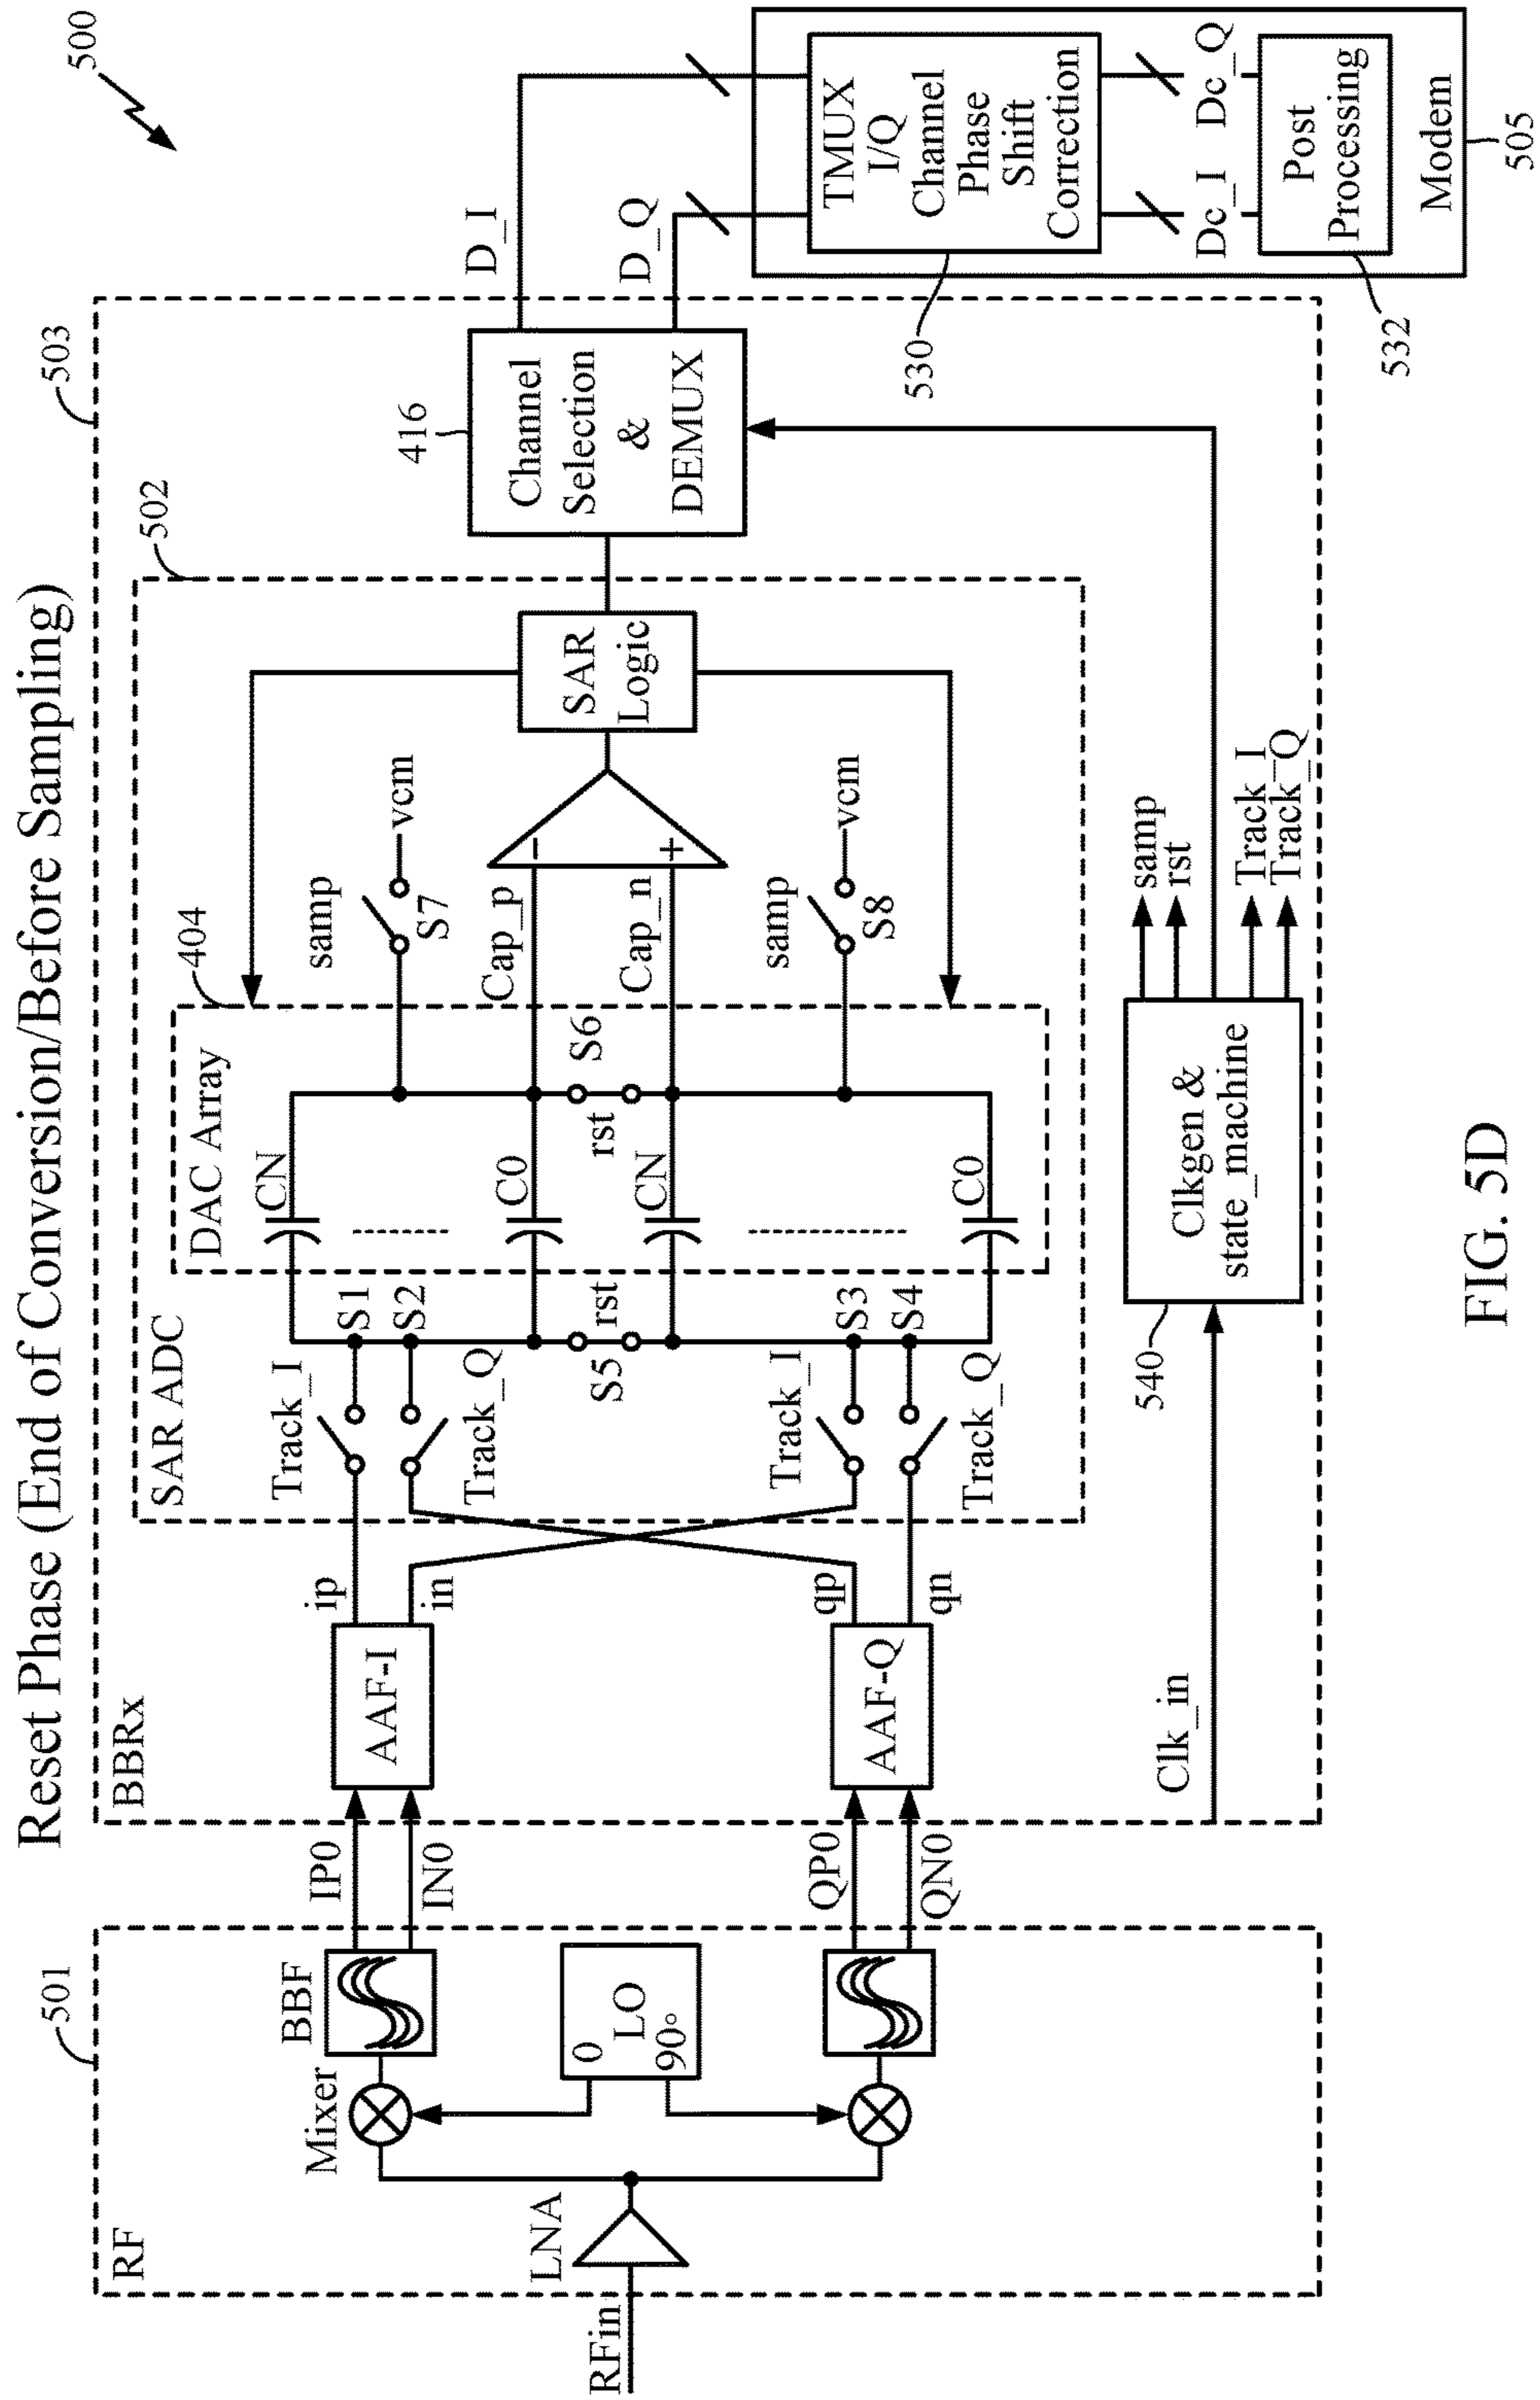 Reset Phase (End of Conversion/Before Sampling)
500
501
RF
RFin
LNA
Mixer
BBF
0
LO
90°
IP0
IN0
QP0
QN0
503
BBRx
AAF-I
AAF-Q
ip
in
qp
qn
Clk_in
502
SAR ADC
Track_I
S1
S2
Track_Q
S5
rst
Track_I
S3
S4
Track_Q
404
DAC Array
CN
C0
CN
C0
rst
S6
samp
S7
vcm
Cap_p
Cap_n
samp
S8
vcm
−
+
SAR
Logic
416
Channel
Selection
&
DEMUX
540
Clkgen &
state_machine
samp
rst
Track_I
Track_Q
D_I
D_Q
530
TMUX
I/Q
Channel
Phase
Shift
Correction
Dc_I
Dc_Q
532
Post
Processing
Modem
505
FIG. 5D